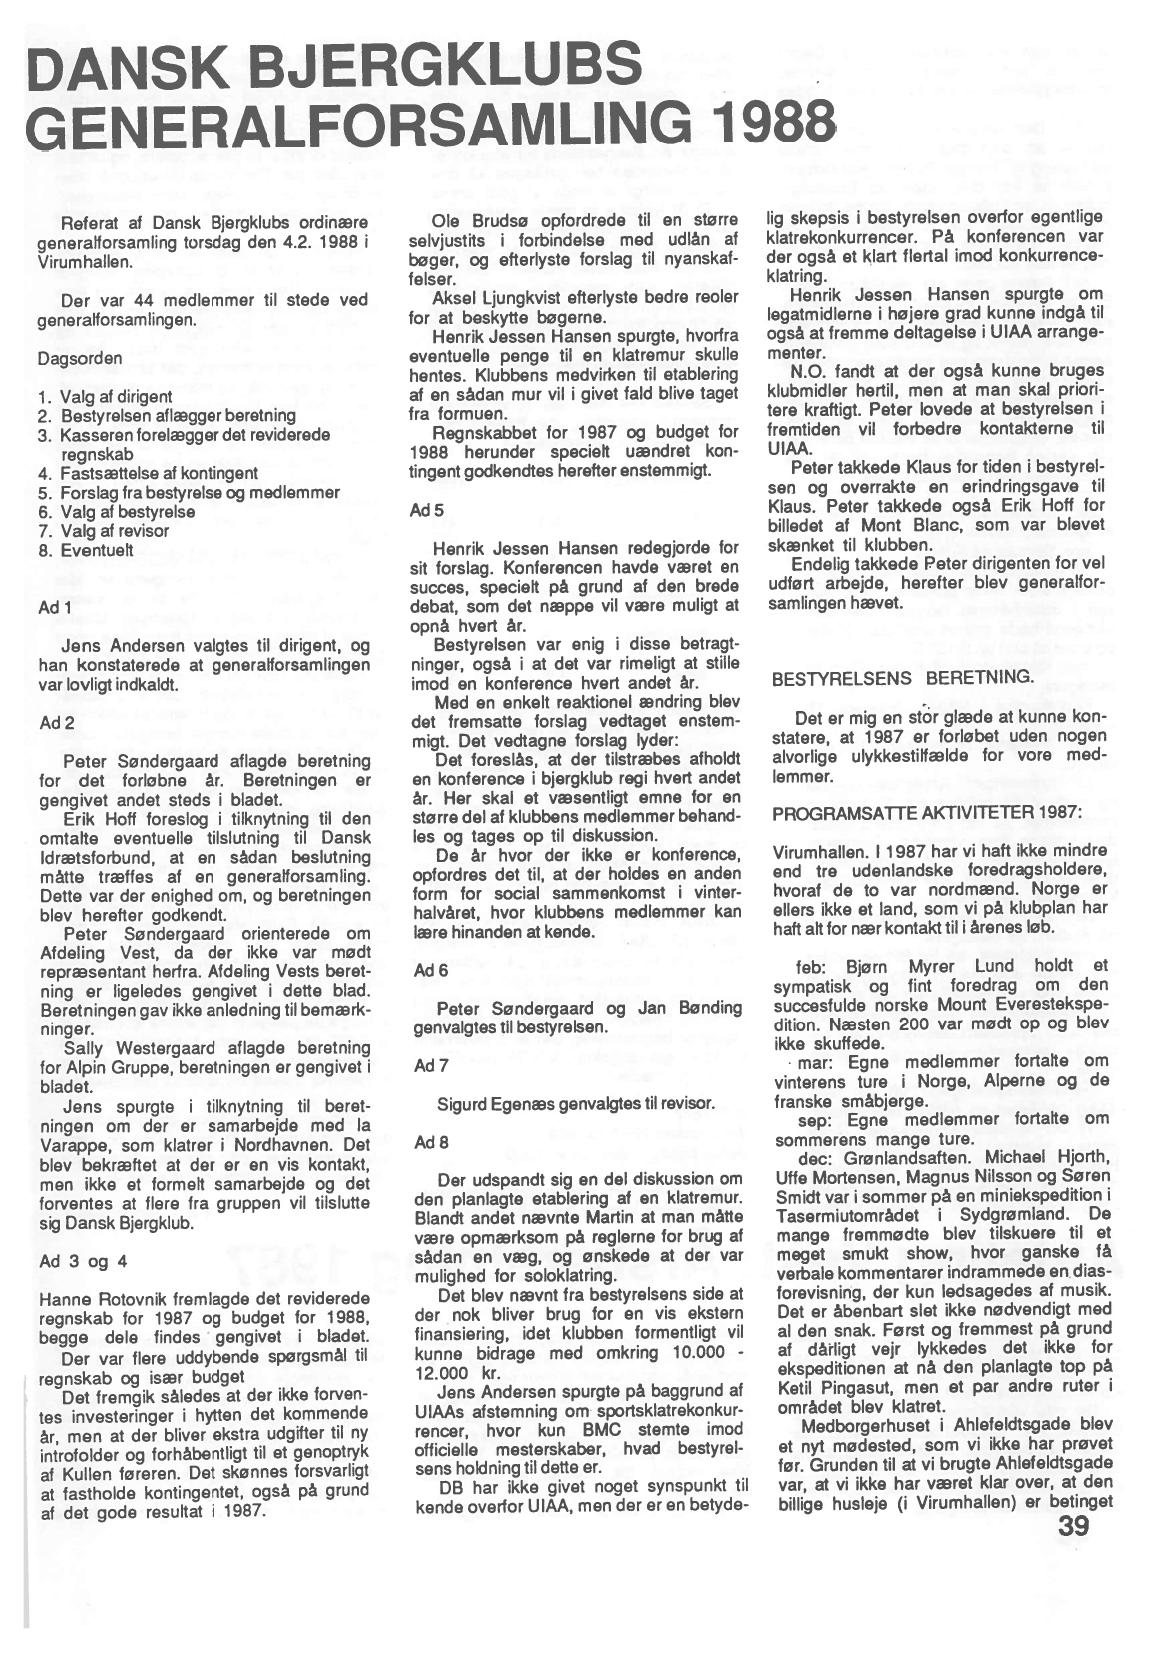 DANSK BJERGKLUBS
GENERALFORSAMLING 1988
Referat af Dansk Bjergklubs ordinære
generalforsamling torsdag den 4.2. 1988 i
Virumhallen.
Der var 44 medlemmer til stede ved
generalforsamlingen.
Dagsorden
1. Valg af dirigent
2. Bestyrelsen aflægger beretning
3. Kasseren forelægger det reviderede
regnskab
4. Fastsættelse af kontingent
5. Forslag fra bestyrelse og medlemmer
6. Valg af bestyrelse
7. Valg af revisor
8. Eventuelt
Ad 1
Jens Andersen valgtes til dirigent, og
han konstaterede at generalforsamlingen
var lovligt indkaldt.
Ad 2
Peter Søndergaard aflagde beretning
for det forløbne år. Beretningen er
gengivet andet steds i bladet.
Erik Hoff foreslog i tilknytning til den
omtalte eventuelle tilslutning til Dansk
Idrætsforbund, at en sådan beslutning
måtte træffes af en generalforsamling.
Dette var der enighed om, og beretningen
blev herefter godkendt.
Peter Søndergaard orienterede om
Afdeling Vest, da der ikke var mødt
repræsentant herfra. Afdeling Vests beret-
ning er ligeledes gengivet i dette blad.
Beretningen gav ikke anledning til bemærk-
ninger.
Sally Westergaard aflagde beretning
for Alpin Gruppe, beretningen er gengivet i
bladet.
Jens spurgte i tilknytning til beret-
ningen om der er samarbejde med la
Varappe, som klatrer i Nordhavnen. Det
blev bekræftet at der er en vis kontakt,
men ikke et formelt samarbejde og det
forventes at flere fra gruppen vil tilslutte
sig Dansk Bjergklub.
Ad 3 og 4
Hanne Rotovnik fremlagde det reviderede
regnskab for 1987 og budget for 1988,
begge dele findes gengivet i bladet.
Der var flere uddybende spørgsmål til
regnskab og især budget
Det fremgik således at der ikke forven-
tes investeringer i hytten det kommende
år, men at der bliver ekstra udgifter til ny
introfolder og forhåbentligt til et genoptryk
af Kullen føreren. Det skønnes forsvarligt
at fastholde kontingentet, også på grund
af det gode resultat i 1987.
Ole Brudsø opfordrede til en større
selvjustits i forbindelse med udlån af
bøger, og efterlyste forslag til nyanskaf-
felser.
Aksel Ljungkvist efterlyste bedre reoler
for at beskytte bøgerne.
Henrik Jessen Hansen spurgte, hvorfra
eventuelle penge til en klatremur skulle
hentes. Klubbens medvirken til etablering
af en sådan mur vil i givet fald blive taget
fra formuen.
Regnskabbet for 1987 og budget for
1988 herunder specielt uændret kon-
tingent godkendtes herefter enstemmigt.
Ad 5
Henrik Jessen Hansen redegjorde for
sit forslag. Konferencen havde været en
succes, specielt på grund af den brede
debat, som det næppe vil være muligt at
opnå hvert år.
Bestyrelsen var enig i disse betragt-
ninger, også i at det var rimeligt at stille
imod en konference hvert andet år.
Med en enkelt reaktionel ændring blev
det fremsatte forslag vedtaget enstem-
migt. Det vedtagne forslag lyder:
Det foreslås, at der tilstræbes afholdt
en konference i bjergklub regi hvert andet
år. Her skal et væsentligt emne for en
større del af klubbens medlemmer behand-
les og tages op til diskussion.
De år hvor der ikke er konference,
opfordres det til, at der holdes en anden
form for social sammenkomst i vinter-
halvåret, hvor klubbens medlemmer kan
lære hinanden at kende.
Ad 6
Peter Søndergaard og Jan Bønding
genvalgtes til bestyrelsen.
Ad 7
Sigurd Egenæs genvalgtes til revisor.
Ad 8
Der udspandt sig en del diskussion om
den planlagte etablering af en klatremur.
Blandt andet nævnte Martin at man måtte
være opmærksom på reglerne for brug af
sådan en væg, og ønskede at der var
mulighed for soloklatring.
Det blev nævnt fra bestyrelsens side at
der nok bliver brug for en vis ekstern
finansiering, idet klubben formentligt vil
kunne bidrage med omkring 10.000 -
12.000 kr.
Jens Andersen spurgte på baggrund af
UIAAs afstemning om sportsklatrekonkur-
rencer, hvor kun BMC stemte imod
officielle mesterskaber, hvad bestyrel-
sens holdning til dette er.
DB har ikke givet noget synspunkt til
kende overfor UIAA, men der er en betyde-
lig skepsis i bestyrelsen overfor egentlige
klatrekonkurrencer. På konferencen var
der også et klart flertal imod konkurrence-
klatring.
Henrik Jessen Hansen spurgte om
legatmidlerne i højere grad kunne indgå til
også at fremme deltagelse i UIAA arrange-
menter.
N.O. fandt at der også kunne bruges
klubmidler hertil, men at man skal priori-
tere kraftigt. Peter lovede at bestyrelsen i
fremtiden vil forbedre kontakterne til
UIAA.
Peter takkede Klaus for tiden i bestyrel-
sen og overrakte en erindringsgave til
Klaus. Peter takkede også Erik Hoff for
billedet af Mont Blanc, som var blevet
skænket til klubben.
Endelig takkede Peter dirigenten for vel
udført arbejde, herefter blev generalfor-
samlingen hævet.
BESTYRELSENS BERETNING.
Det er mig en stor glæde at kunne kon-
statere, at 1987 er forløbet uden nogen
alvorlige ulykkestilfælde for vore med-
lemmer.
PROGRAMSATTE AKTIVITETER 1987:
Virumhallen. I 1987 har vi haft ikke mindre
end tre udenlandske foredragsholdere,
hvoraf de to var nordmænd. Norge er
ellers ikke et land, som vi på klubplan har
haft alt for nær kontakt til i årenes løb.
feb: Bjørn Myrer Lund holdt et
sympatisk og fint foredrag om den
succesfulde norske Mount Everestekspe-
dition. Næsten 200 var mødt op og blev
ikke skuffede.
mar: Egne medlemmer fortalte om
vinterens ture i Norge, Alperne og de
franske småbjerge.
sep: Egne medlemmer fortalte om
sommerens mange ture.
dec: Grønlandsaften. Michael Hjorth,
Uffe Mortensen, Magnus Nilsson og Søren
Smidt var i sommer på en miniekspedition i
Tasermiutområdet i Sydgrømland. De
mange fremmødte blev tilskuere til et
meget smukt show, hvor ganske få
verbale kommentarer indrammede en dias-
forevisning, der kun ledsagedes af musik.
Det er åbenbart slet ikke nødvendigt med
al den snak. Først og fremmest på grund
af dårligt vejr lykkedes det ikke for
ekspeditionen at nå den planlagte top på
Ketil Pingasut, men et par andre ruter i
området blev klatret.
Medborgerhuset i Ahlefeldtsgade blev
et nyt mødested, som vi ikke har prøvet
før. Grunden til at vi brugte Ahlefeldtsgade
var, at vi ikke har været klar over, at den
billige husleje (i Virumhallen) er betinget
39